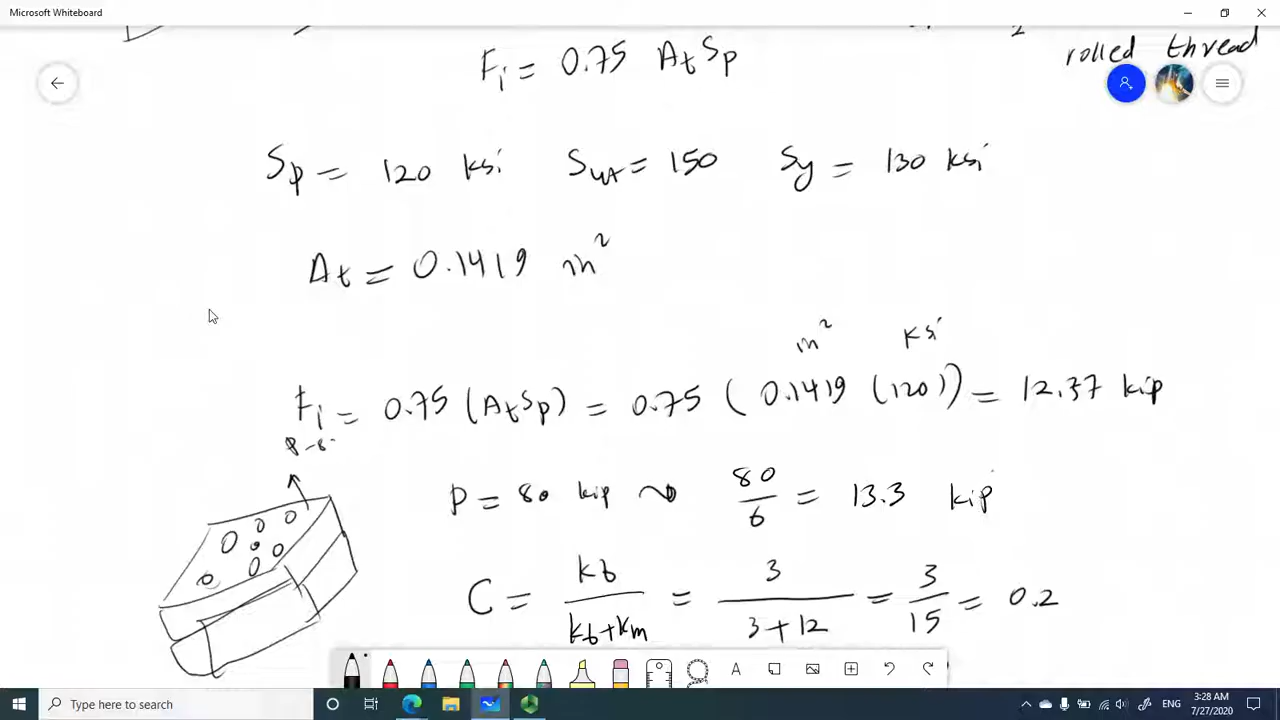 Microsoft Whiteboard
rolled thread
Fi = 0.75 At Sp
Sp = 120 ksi Sut = 150 Sy = 130 ksi
At = 0.1419 in²
in² ksi
Fi = 0.75 (AtSp) = 0.75 (0.1419 (120)) = 12.77 kip
P = 80 kip ~> 80/6 = 13.3 kip
C = kb/(kb+km) = 3/(3+12) = 3/15 = 0.2
Type here to search
ENG
3:28 AM
7/27/2020